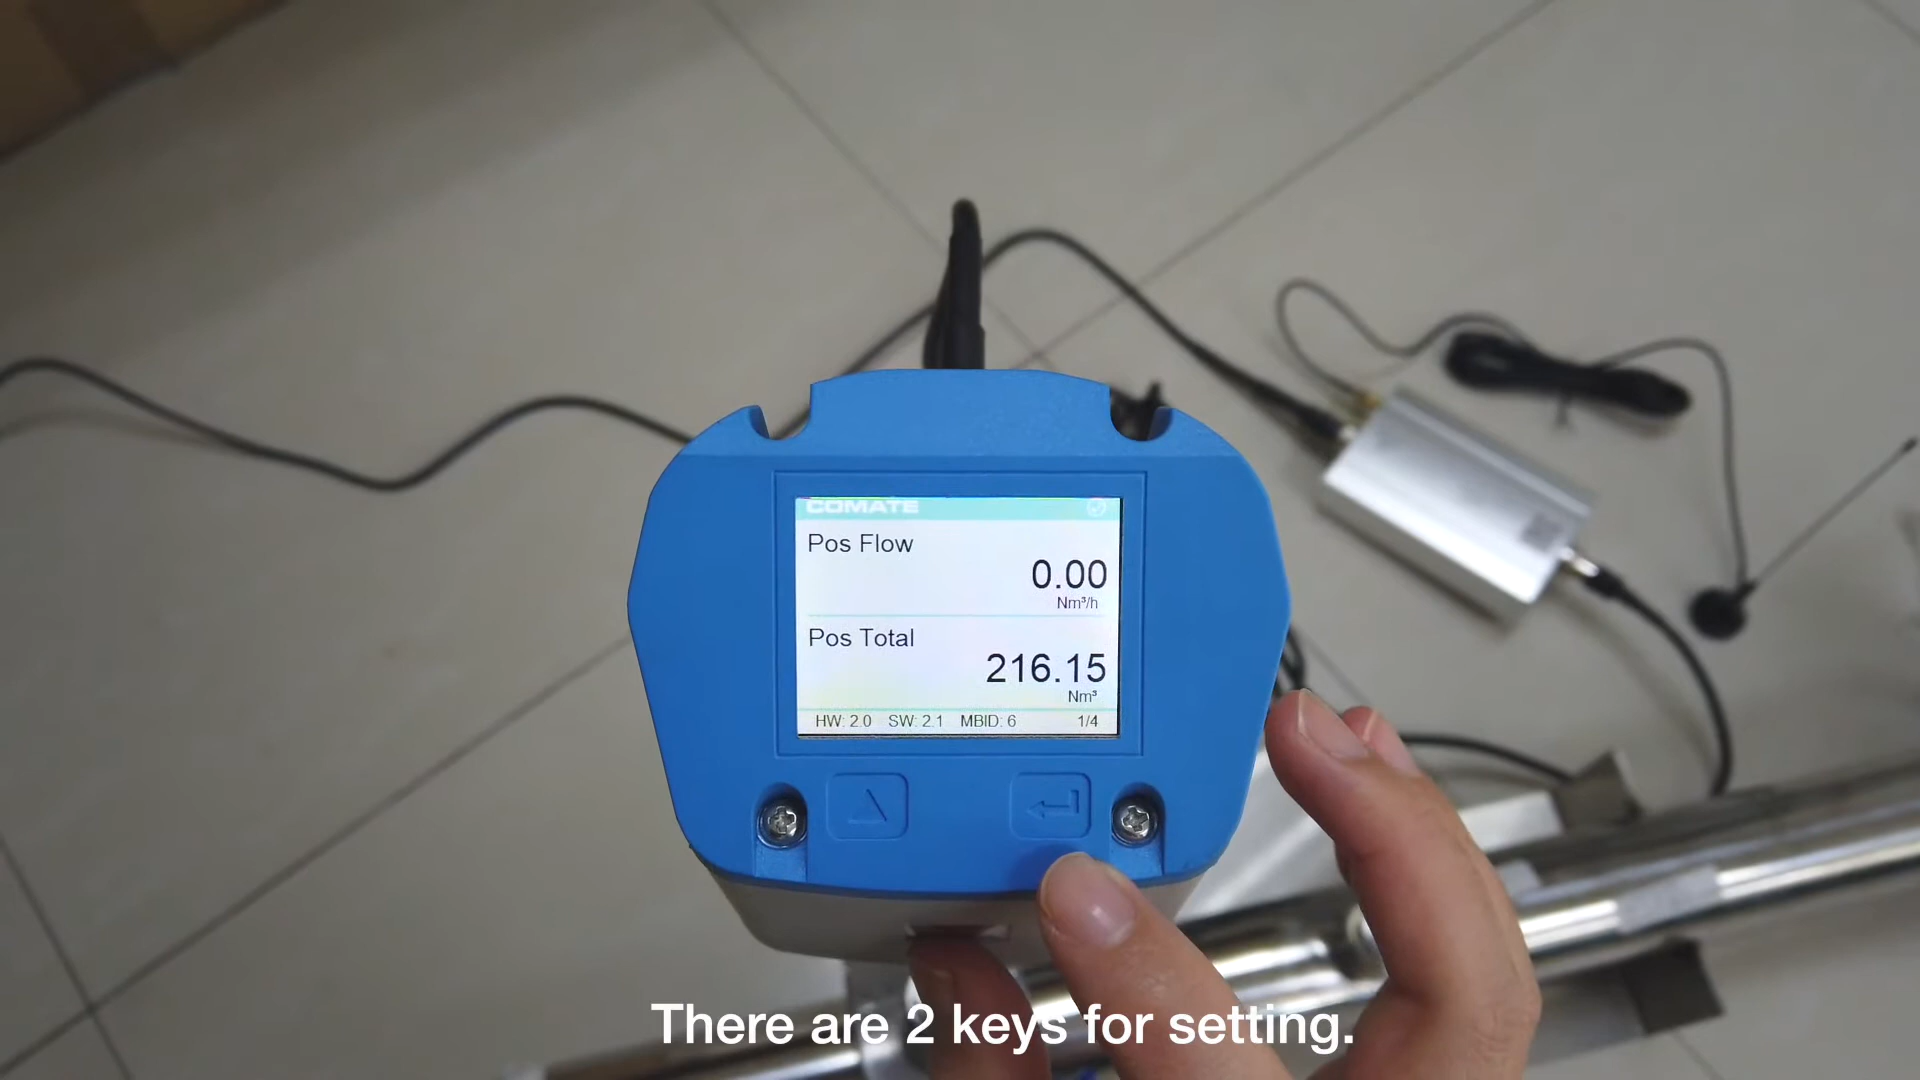 COMATE
Pos Flow
0.00
Nm³/h
Pos Total
216.15
Nm³
HW: 2.0 SW: 2.1 MBID: 6 1/4
There are 2 keys for setting.